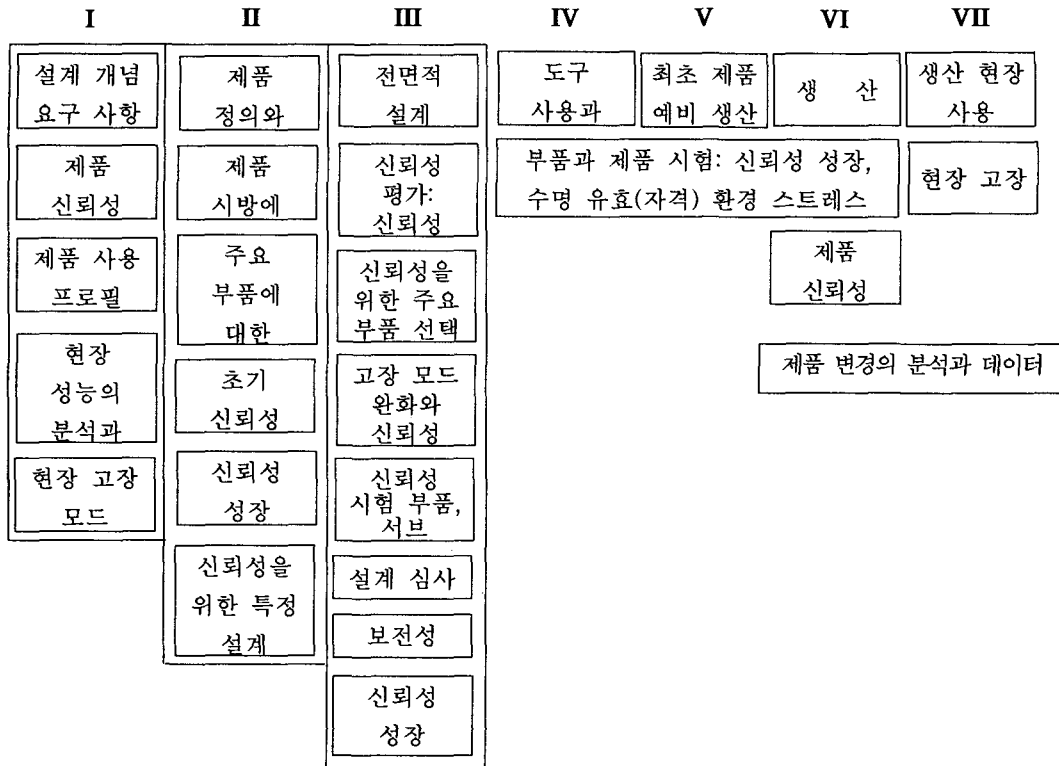 I
II
III
IV
V
VI
VII
설계 개념
요구 사항
제품
신뢰성
제품 사용
프로필
현장
성능의
분석과
현장 고장
모드
제품
정의와
제품
시방에
주요
부품에
대한
초기
신뢰성
신뢰성
성장
신뢰성을
위한 특정
설계
전면적
설계
신뢰성
평가:
신뢰성
신뢰성을
위한 주요
부품 선택
고장 모드
완화와
신뢰성
신뢰성
시험 부품,
서브
설계 심사
보전성
신뢰성
성장
도구
사용과
최초 제품
예비 생산
생 산
생산 현장
사용
부품과 제품 시험: 신뢰성 성장,
수명 유효(자격) 환경 스트레스
현장 고장
제품
신뢰성
제품 변경의 분석과 데이터